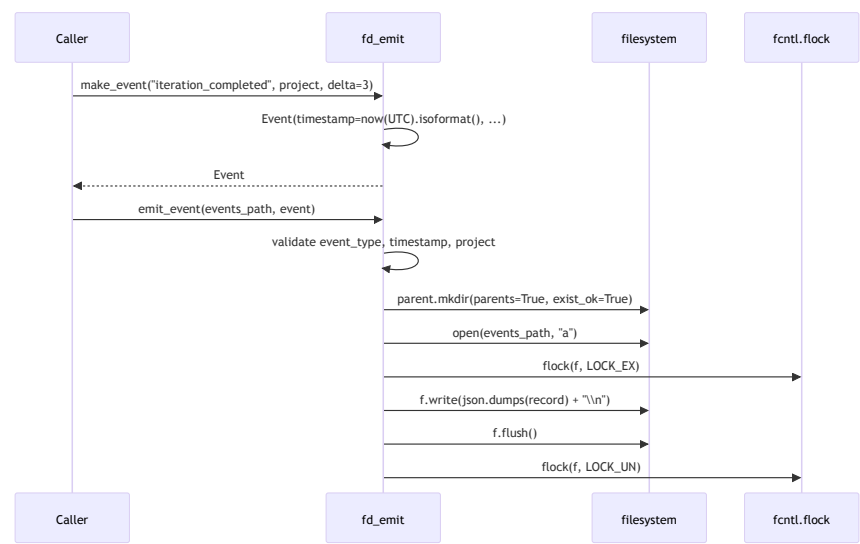 Caller
fd_emit
filesystem
fcntl.flock
make_event("iteration_completed", project, delta=3)
Event(timestamp=now(UTC).isoformat(), ...)
Event
emit_event(events_path, event)
validate event_type, timestamp, project
parent.mkdir(parents=True, exist_ok=True)
open(events_path, "a")
flock(f, LOCK_EX)
f.write(json.dumps(record) + "\\n")
f.flush()
flock(f, LOCK_UN)
Caller
fd_emit
filesystem
fcntl.flock